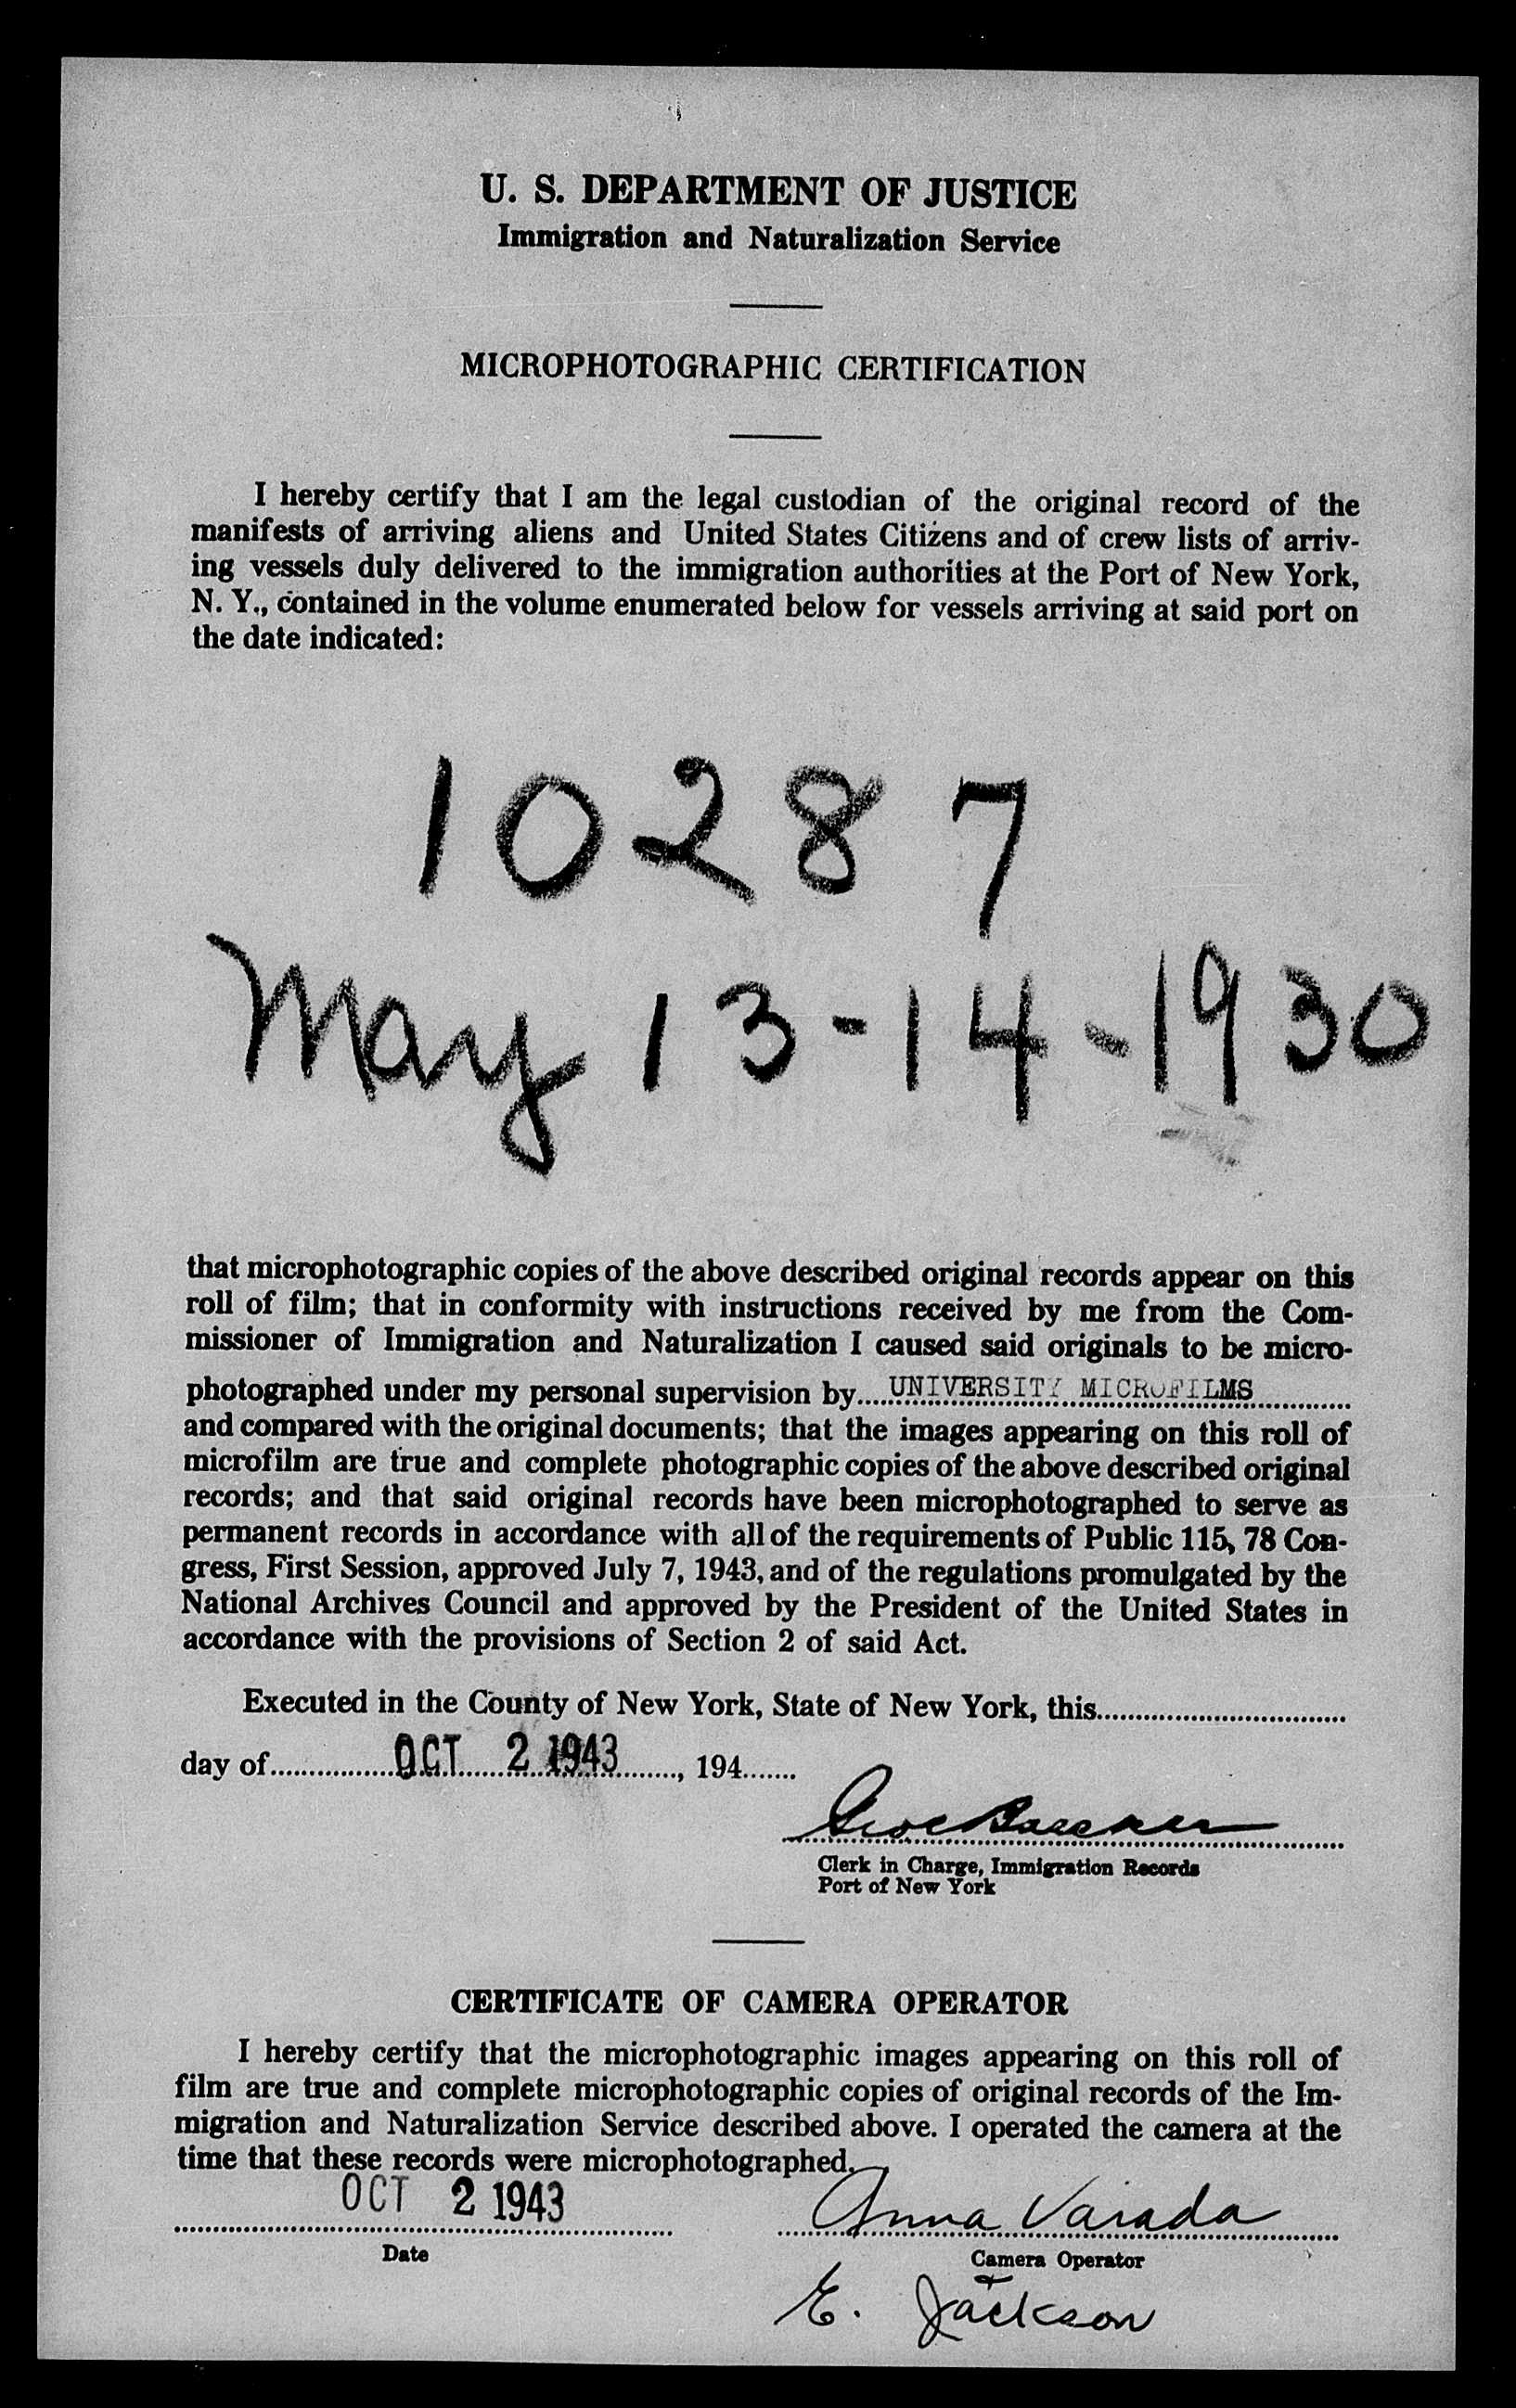 U. S. DEPARTMENT OF JUSTICE
Immigration and Naturalization Service
MICROPHOTOGRAPHIC CERTIFICATION
I hereby certify that I am the legal custodian of the original record of the
manifests of arriving aliens and United States Citizens and of crew lists of arriv-
ing vessels duly delivered to the immigration authorities at the Port of New York,
N. Y., contained in the volume enumerated below for vessels arriving at said port on
the date indicated:
10287
May 13-14-1930
that microphotographic copies of the above described original records appear on this
roll of film; that in conformity with instructions received by me from the Com-
missioner of Immigration and Naturalization I caused said originals to be micro-
photographed under my personal supervision by....UNIVERSITY MICROFILMS
and compared with the original documents; that the images appearing on this roll of
microfilm are true and complete photographic copies of the above described original
records; and that said original records have been microphotographed to serve as
permanent records in accordance with all of the requirements of Public 115, 78 Con-
gress, First Session, approved July 7, 1943, and of the regulations promulgated by the
National Archives Council and approved by the President of the United States in
accordance with the provisions of Section 2 of said Act.
Executed in the County of New York, State of New York, this................................
day of................OCT 2 1943........, 194.......
Clerk in Charge, Immigration Records
Port of New York
CERTIFICATE OF CAMERA OPERATOR
I hereby certify that the microphotographic images appearing on this roll of
film are true and complete microphotographic copies of original records of the Im-
migration and Naturalization Service described above. I operated the camera at the
time that these records were microphotographed.
OCT 2 1943 Anna Varada
Date Camera Operator
E. Jackson